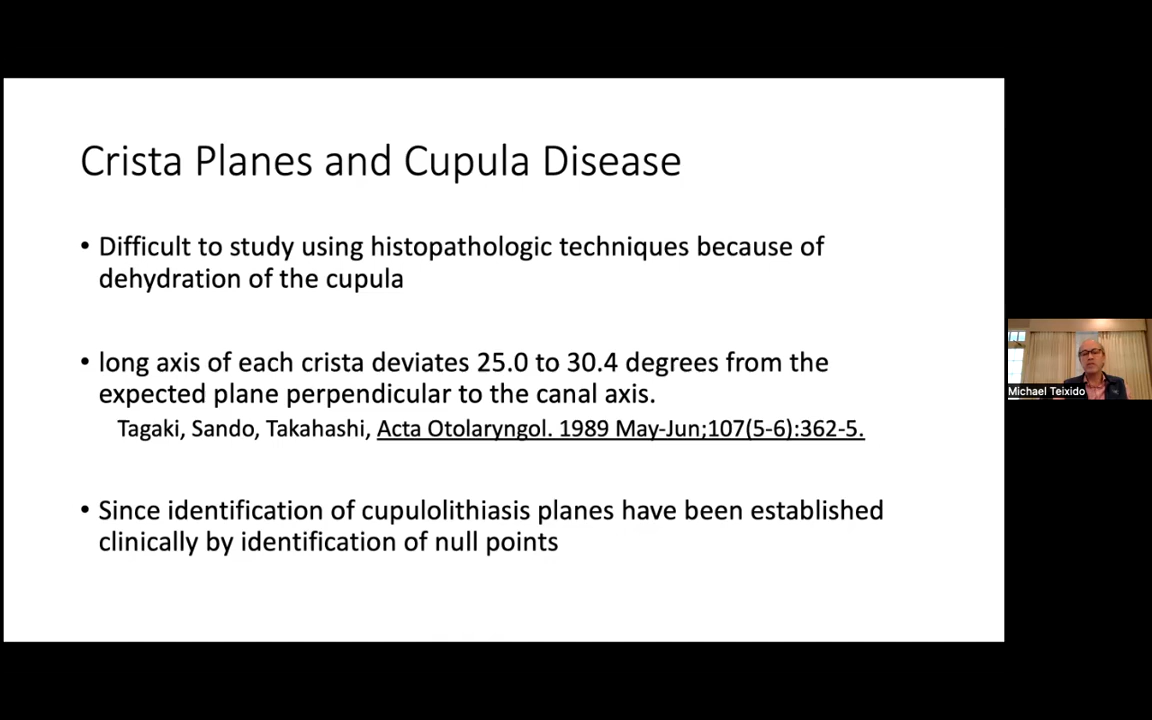 Crista Planes and Cupula Disease
• Difficult to study using histopathologic techniques because of
dehydration of the cupula
• long axis of each crista deviates 25.0 to 30.4 degrees from the
expected plane perpendicular to the canal axis.
Tagaki, Sando, Takahashi, Acta Otolaryngol. 1989 May-Jun;107(5-6):362-5.
• Since identification of cupulolithiasis planes have been established
clinically by identification of null points
Michael Teixido